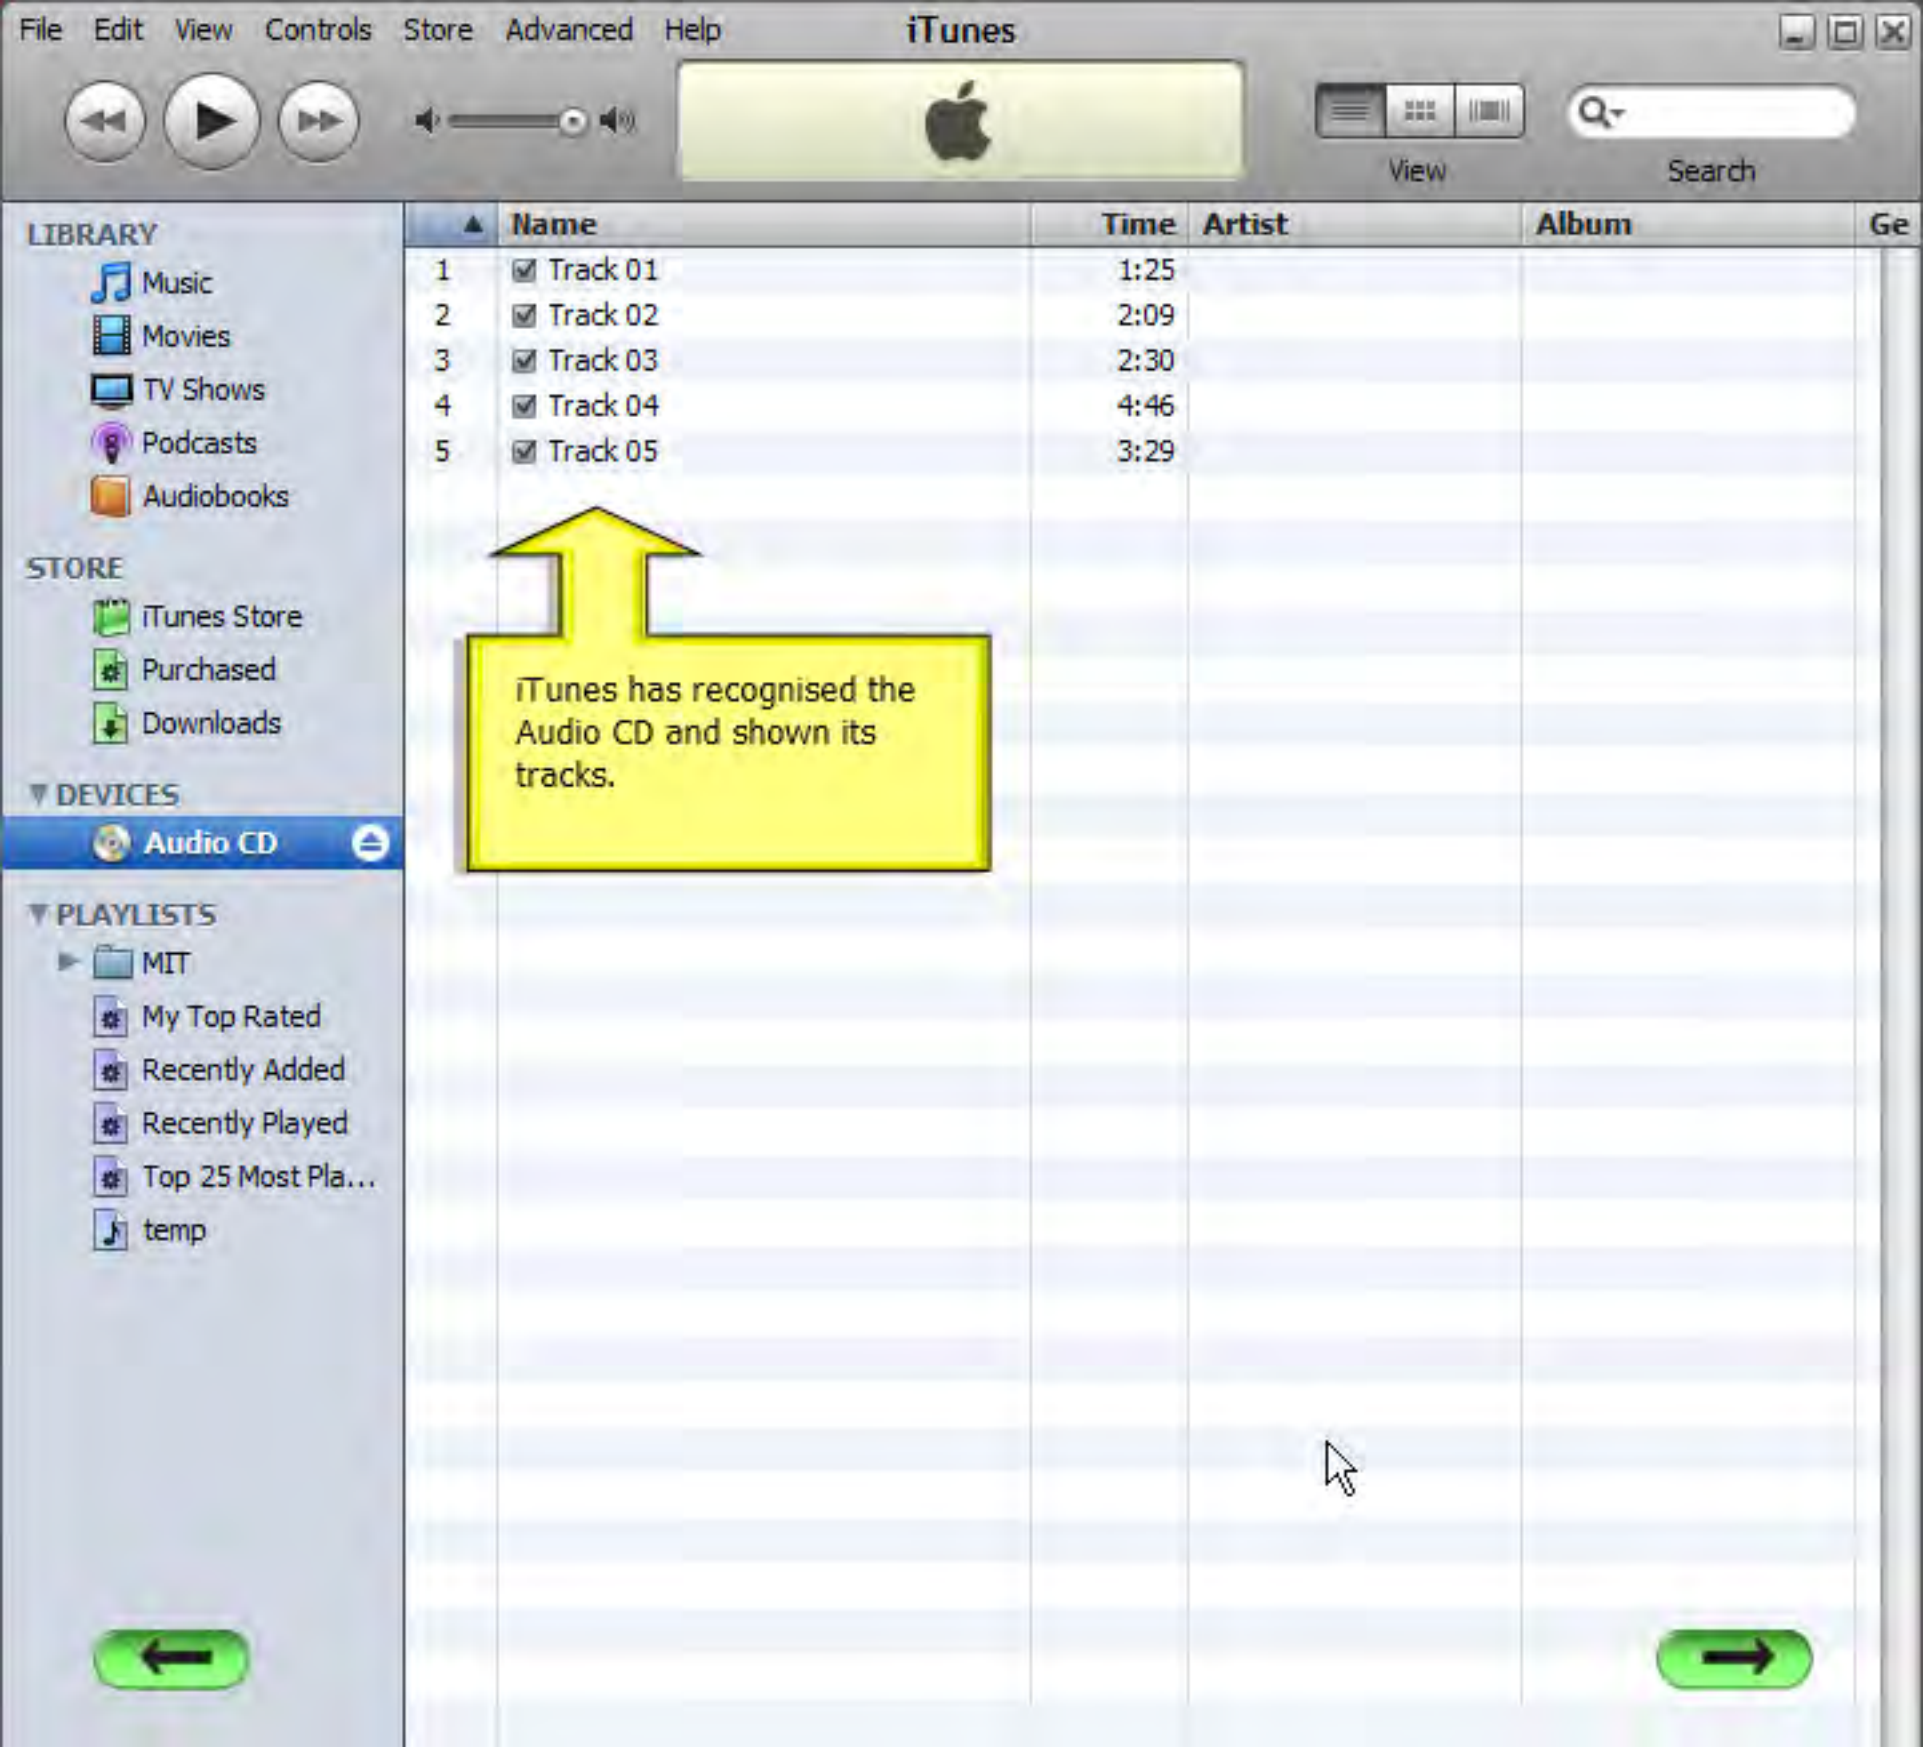 File Edit View Controls Store Advanced Help iTunes
View Search
LIBRARY
Music
Movies
TV Shows
Podcasts
Audiobooks
STORE
iTunes Store
Purchased
Downloads
DEVICES
Audio CD
PLAYLISTS
MIT
My Top Rated
Recently Added
Recently Played
Top 25 Most Pla...
temp
Name Time Artist Album Ge
1 Track 01 1:25
2 Track 02 2:09
3 Track 03 2:30
4 Track 04 4:46
5 Track 05 3:29
iTunes has recognised the
Audio CD and shown its
tracks.